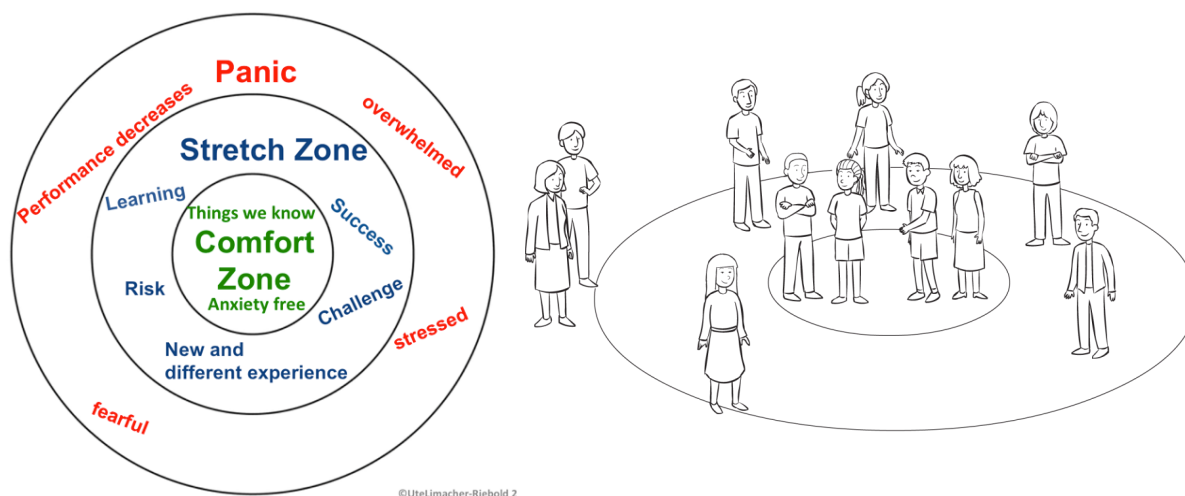 Panic
Performance decreases
overwhelmed
Stretch Zone
Learning
Things we know
Success
Comfort
Zone
Anxiety free
Risk
Challenge
stressed
New and
different experience
fearful
©UteLimacher-Riebold 2